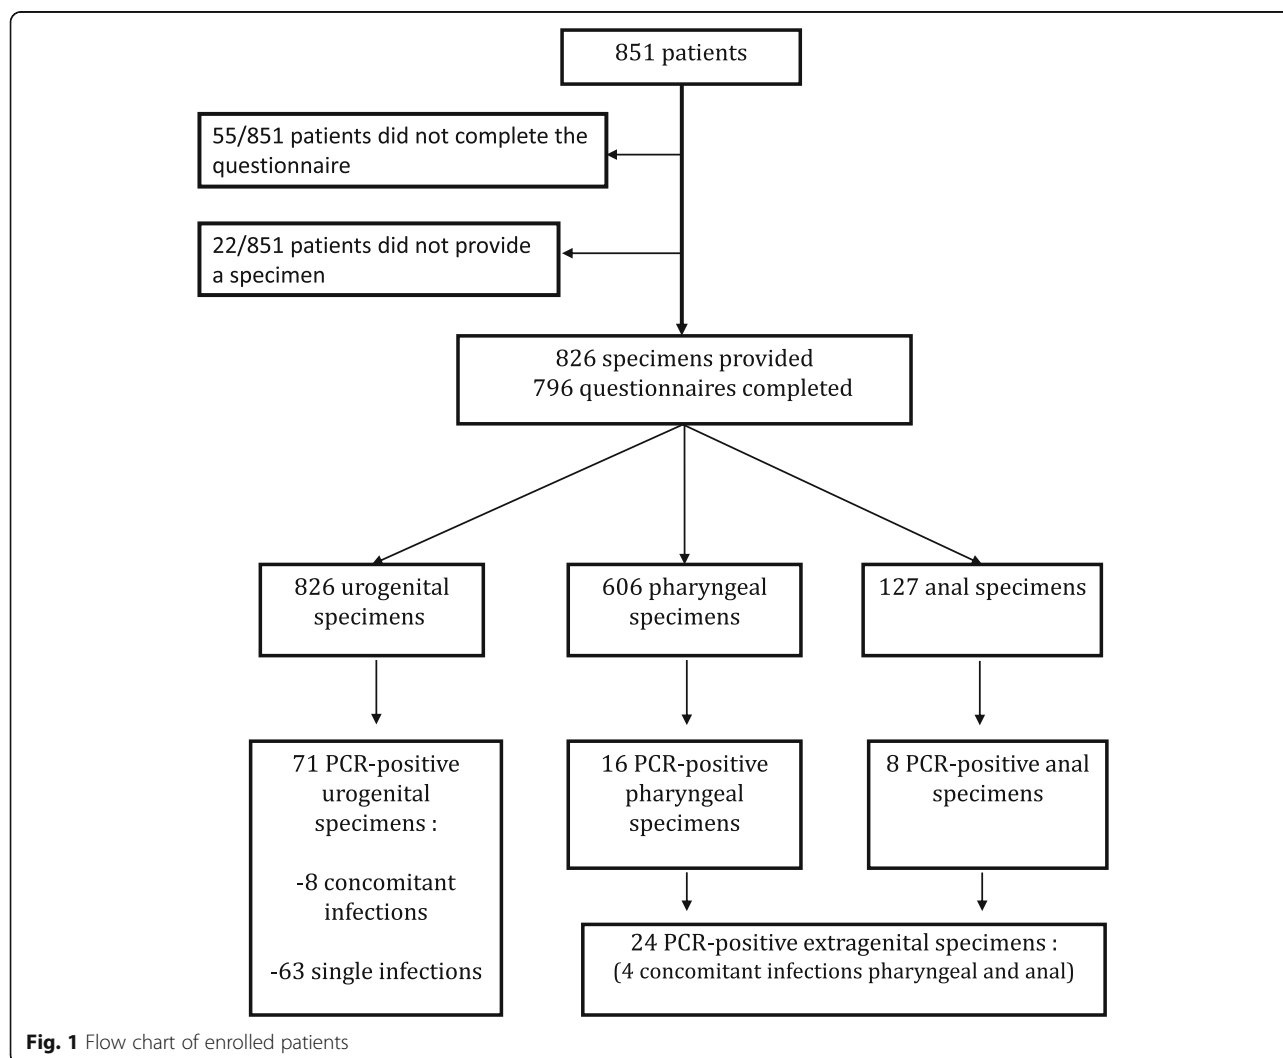 851 patients
55/851 patients did not complete the
questionnaire
22/851 patients did not provide
a specimen
826 specimens provided
796 questionnaires completed
826 urogenital
specimens
606 pharyngeal
specimens
127 anal specimens
71 PCR-positive
urogenital
specimens :
-8 concomitant
infections
-63 single infections
16 PCR-positive
pharyngeal
specimens
8 PCR-positive anal
specimens
24 PCR-positive extragenital specimens :
(4 concomitant infections pharyngeal and anal)
Fig. 1 Flow chart of enrolled patients